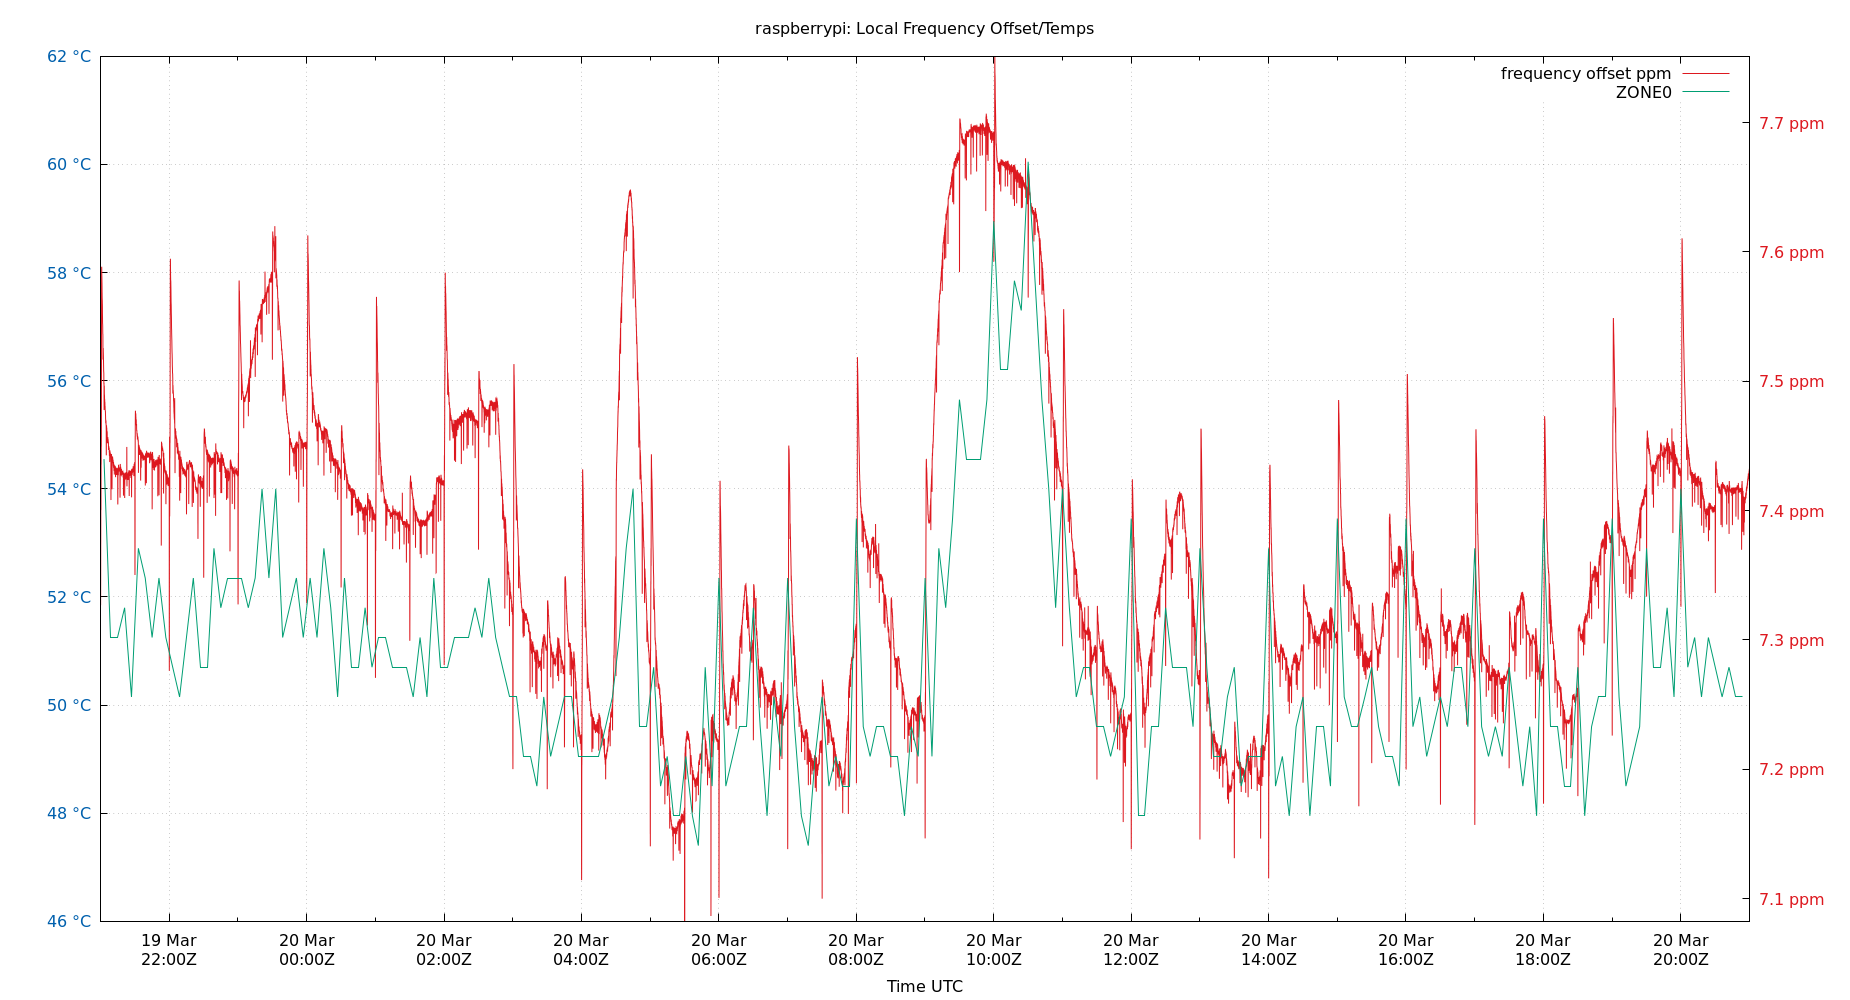 raspberrypi: Local Frequency Offset/Temps
62 °C
60 °C
58 °C
56 °C
54 °C
52 °C
50 °C
48 °C
46 °C
frequency offset ppm
ZONE0
7.7 ppm
7.6 ppm
7.5 ppm
7.4 ppm
7.3 ppm
7.2 ppm
7.1 ppm
19 Mar
22:00Z
20 Mar
00:00Z
20 Mar
02:00Z
20 Mar
04:00Z
20 Mar
06:00Z
20 Mar
08:00Z
20 Mar
10:00Z
20 Mar
12:00Z
20 Mar
14:00Z
20 Mar
16:00Z
20 Mar
18:00Z
20 Mar
20:00Z
Time UTC